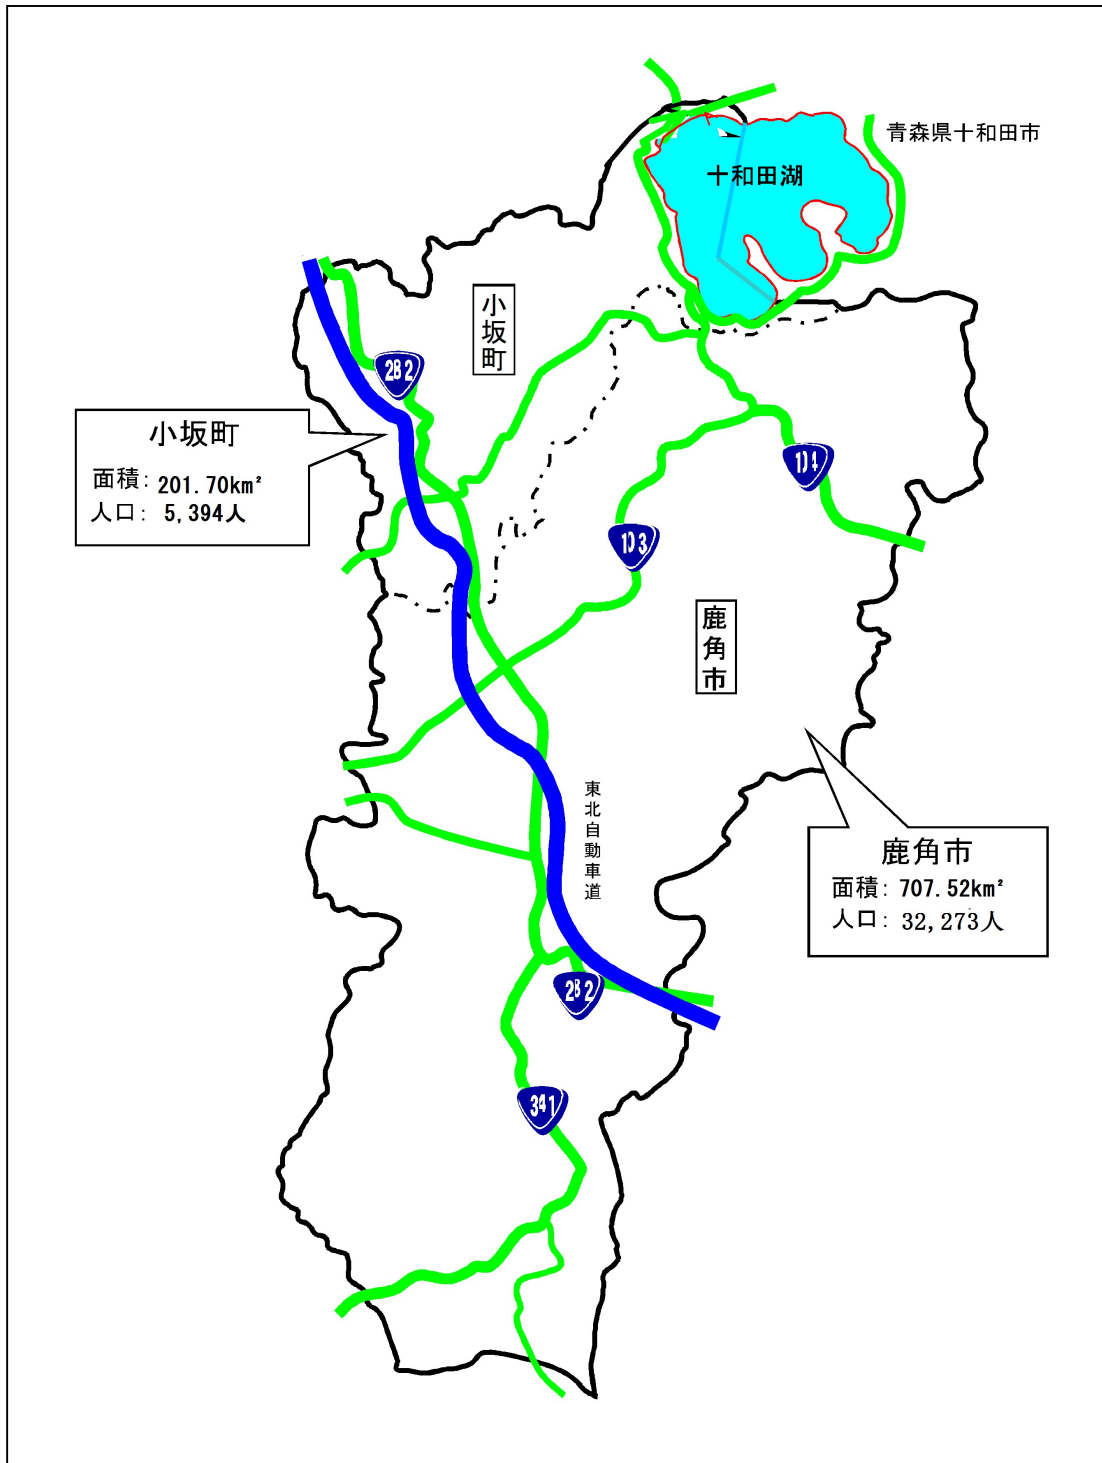 青森県十和田市
十和田湖
小坂町
282
小坂町
面積: 201.70km²
人口: 5,394人
104
103
鹿角市
東北自動車道
鹿角市
面積: 707.52km²
人口: 32,273人
282
341